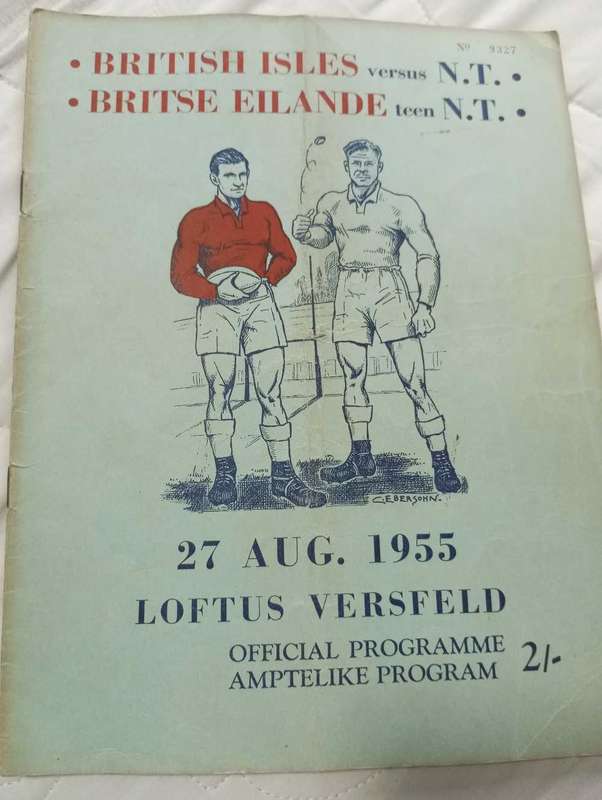 Nº 9327
• BRITISH ISLES versus N.T. •
• BRITSE EILANDE teen N.T. •
C. EBERSOHN.
27 AUG. 1955
LOFTUS VERSFELD
OFFICIAL PROGRAMME
AMPTELIKE PROGRAM 2/-